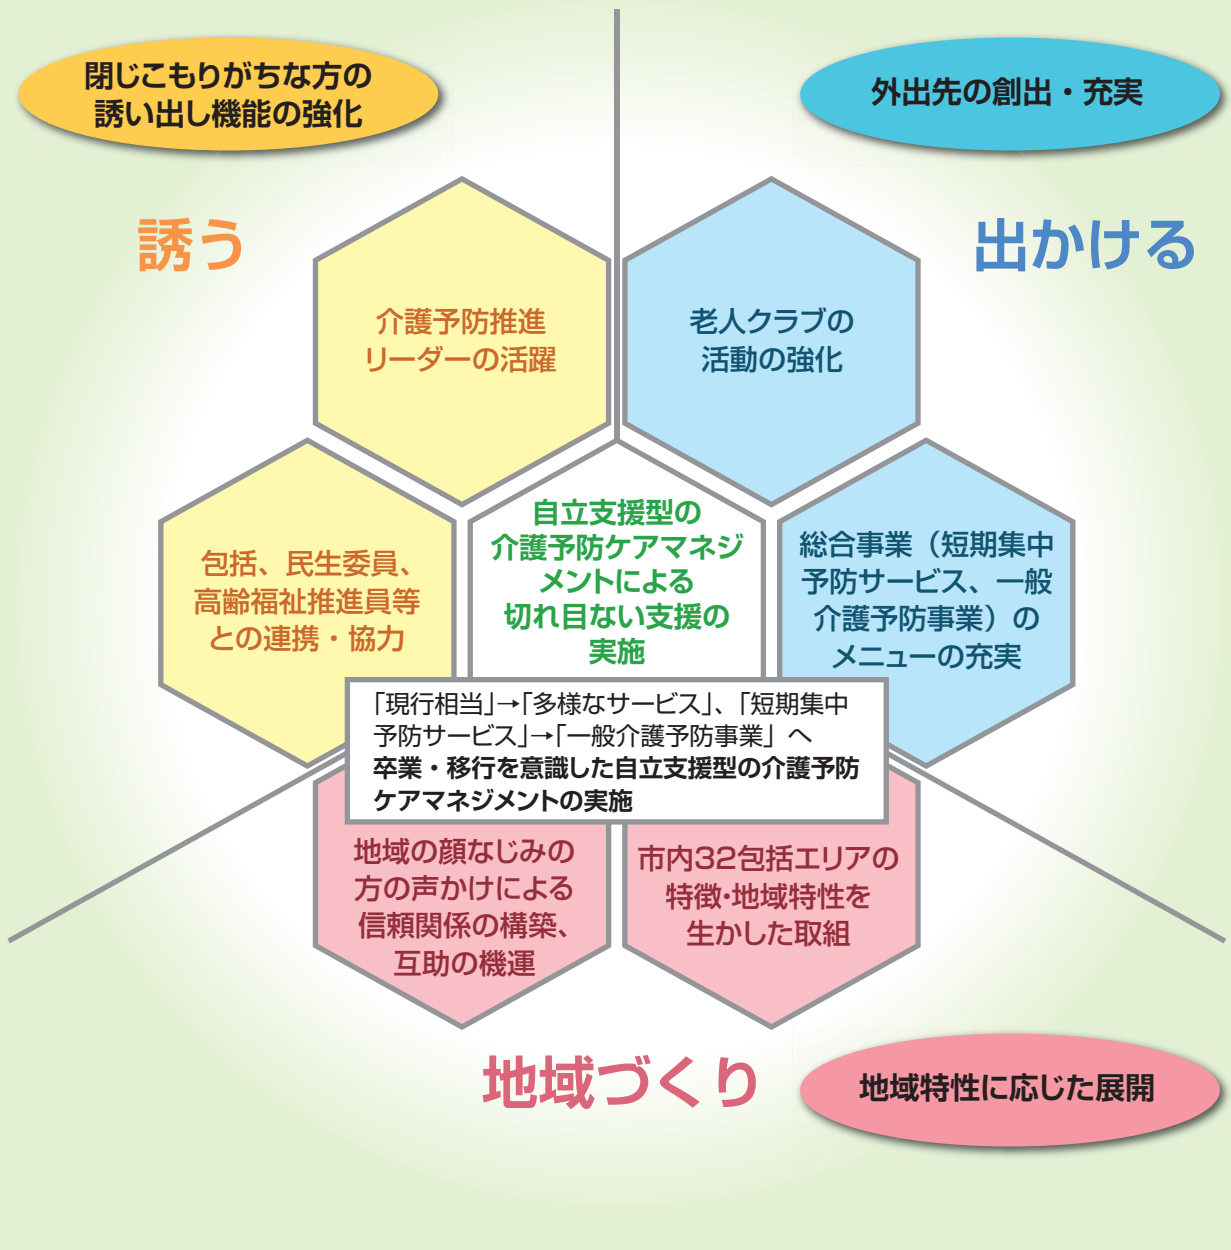 閉じこもりがちな方の
誘い出し機能の強化
外出先の創出・充実
誘う
出かける
介護予防推進
リーダーの活躍
老人クラブの
活動の強化
包括、民生委員、
高齢福祉推進員等
との連携・協力
自立支援型の
介護予防ケアマネジ
メントによる
切れ目ない支援の
実施
総合事業（短期集中
予防サービス、一般
介護予防事業）の
メニューの充実
「現行相当」→「多様なサービス」、「短期集中
予防サービス」→「一般介護予防事業」へ
卒業・移行を意識した自立支援型の介護予防
ケアマネジメントの実施
地域の顔なじみの
方の声かけによる
信頼関係の構築、
互助の機運
市内32包括エリアの
特徴・地域特性を
生かした取組
地域づくり
地域特性に応じた展開